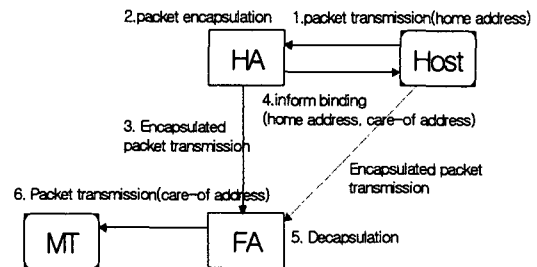 2.packet encapsulation
1.packet transmission(home address)
HA
Host
4.inform binding
(home address, care-of address)
3. Encapsulated
packet transmission
Encapsulated packet
transmission
6. Packet transmission(care-of address)
MT
FA
5. Decapsulation